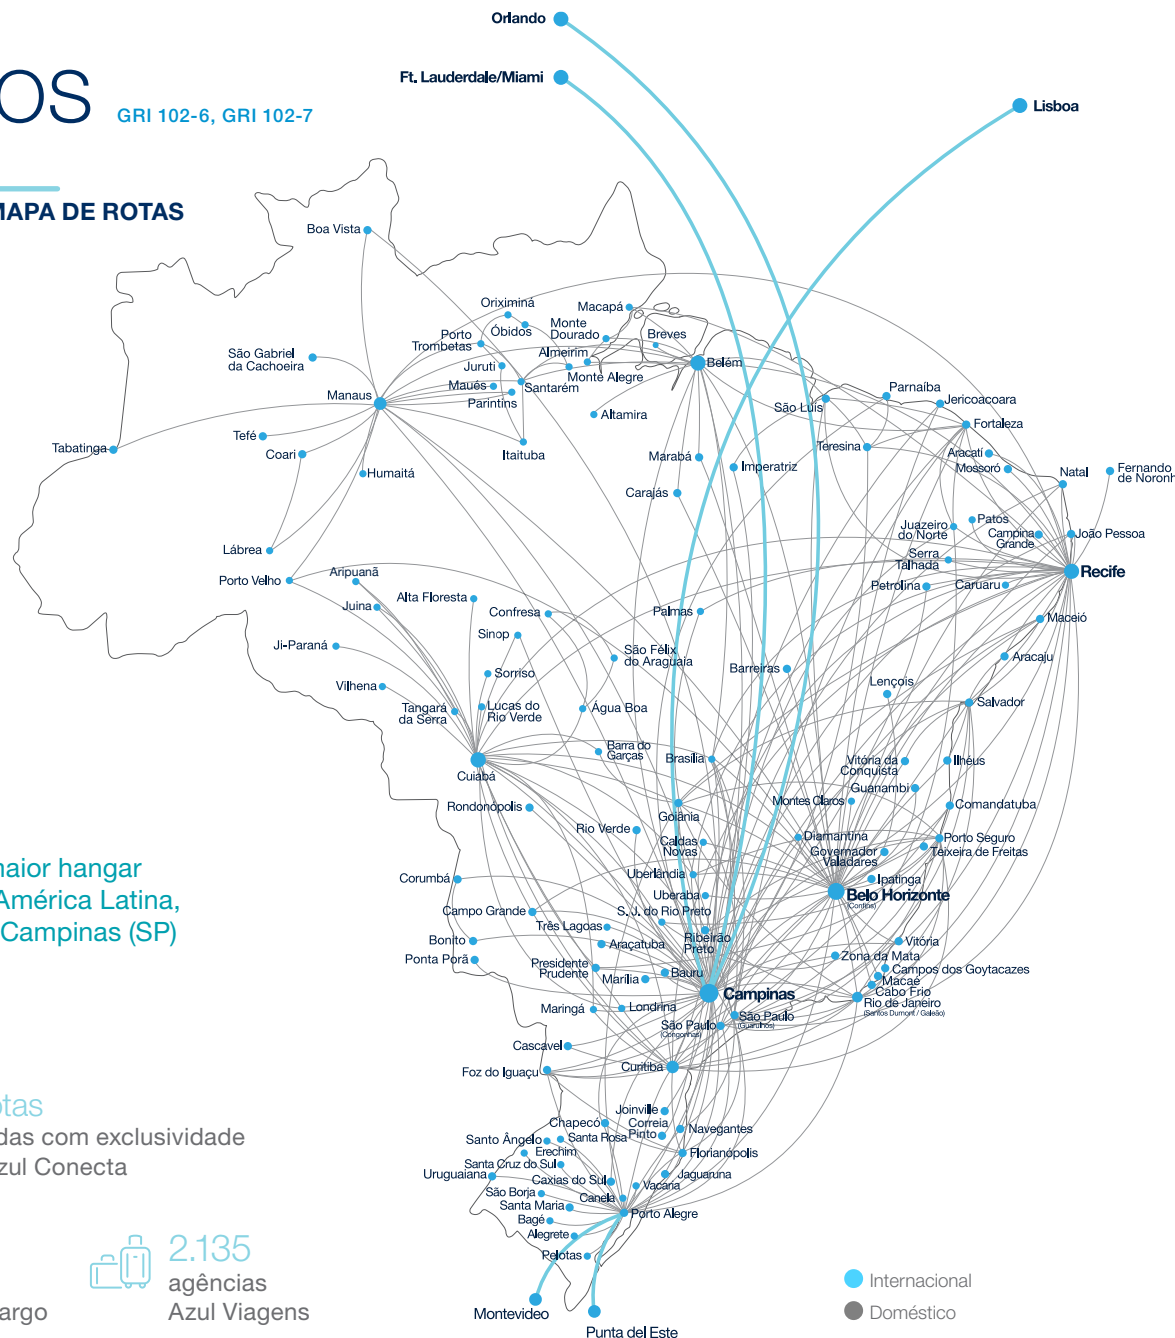 Orlando
Ft. Lauderdale/Miami
OS
GRI 102-6, GRI 102-7
Lisboa
MAPA DE ROTAS
Boa Vista
Oriximiná
Macapá
Óbidos
Monte
Dourado
Breves
Porto
Trombetas
São Gabriel
da Cachoeira
Almeirim
Belém
Juruti
Monte Alegre
Maués
Santarém
Manaus
Parintins
Parnaíba
Jericoacoara
São Luís
Altamira
Fortaleza
Tefé
Tabatinga
Coari
Itaituba
Teresina
Aracati
Marabá
Imperatriz
Mossoró
Natal
Fernando
de Noronh
Humaitá
Carajás
Patos
Juazeiro
do Norte
Campina
Grande
João Pessoa
Lábrea
Serra
Talhada
Porto Velho
Aripuanã
Recife
Petrolina
Caruaru
Alta Floresta
Juina
Confresa
Palmas
Maceió
Sinop
Ji-Paraná
São Félix
do Araguaia
Aracaju
Barreiras
Sorriso
Vilhena
Lençois
Tangará
da Serra
Lucas do
Rio Verde
Água Boa
Salvador
Barra do
Garças
Brasília
Vitória da
Conquista
Ilhéus
Cuiabá
Guanambi
Rondonópolis
Montes Claros
Comandatuba
Goiânia
Rio Verde
Diamantina
Porto Seguro
Caldas
Novas
Governador
Valadares
Teixeira de Freitas
maior hangar
América Latina,
Campinas (SP)
Corumbá
Uberlândia
Ipatinga
Uberaba
Belo Horizonte
(Confins)
Campo Grande
S. J. do Rio Preto
Três Lagoas
Ribeirão
Preto
Bonito
Araçatuba
Vitória
Zona da Mata
Ponta Porã
Presidente
Prudente
Bauru
Campos dos Goytacazes
Marília
Macaé
Cabo Frio
Campinas
Rio de Janeiro
(Santos Dumont / Galeão)
Maringá
Londrina
São Paulo
(Guarulhos)
São Paulo
(Congonhas)
Cascavel
Foz do Iguaçu
Curitiba
otas
das com exclusividade
zul Conecta
Joinville
Chapecó
Correia
Pinto
Navegantes
Santo Ângelo
Santa Rosa
Erechim
Florianópolis
Santa Cruz do Sul
Uruguaiana
Caxias do Sul
Jaguaruna
Vacaria
São Borja
Canela
Santa Maria
Porto Alegre
Bagé
Alegrete
Pelotas
2.135
agências
Azul Viagens
argo
Montevideo
Punta del Este
Internacional
Doméstico